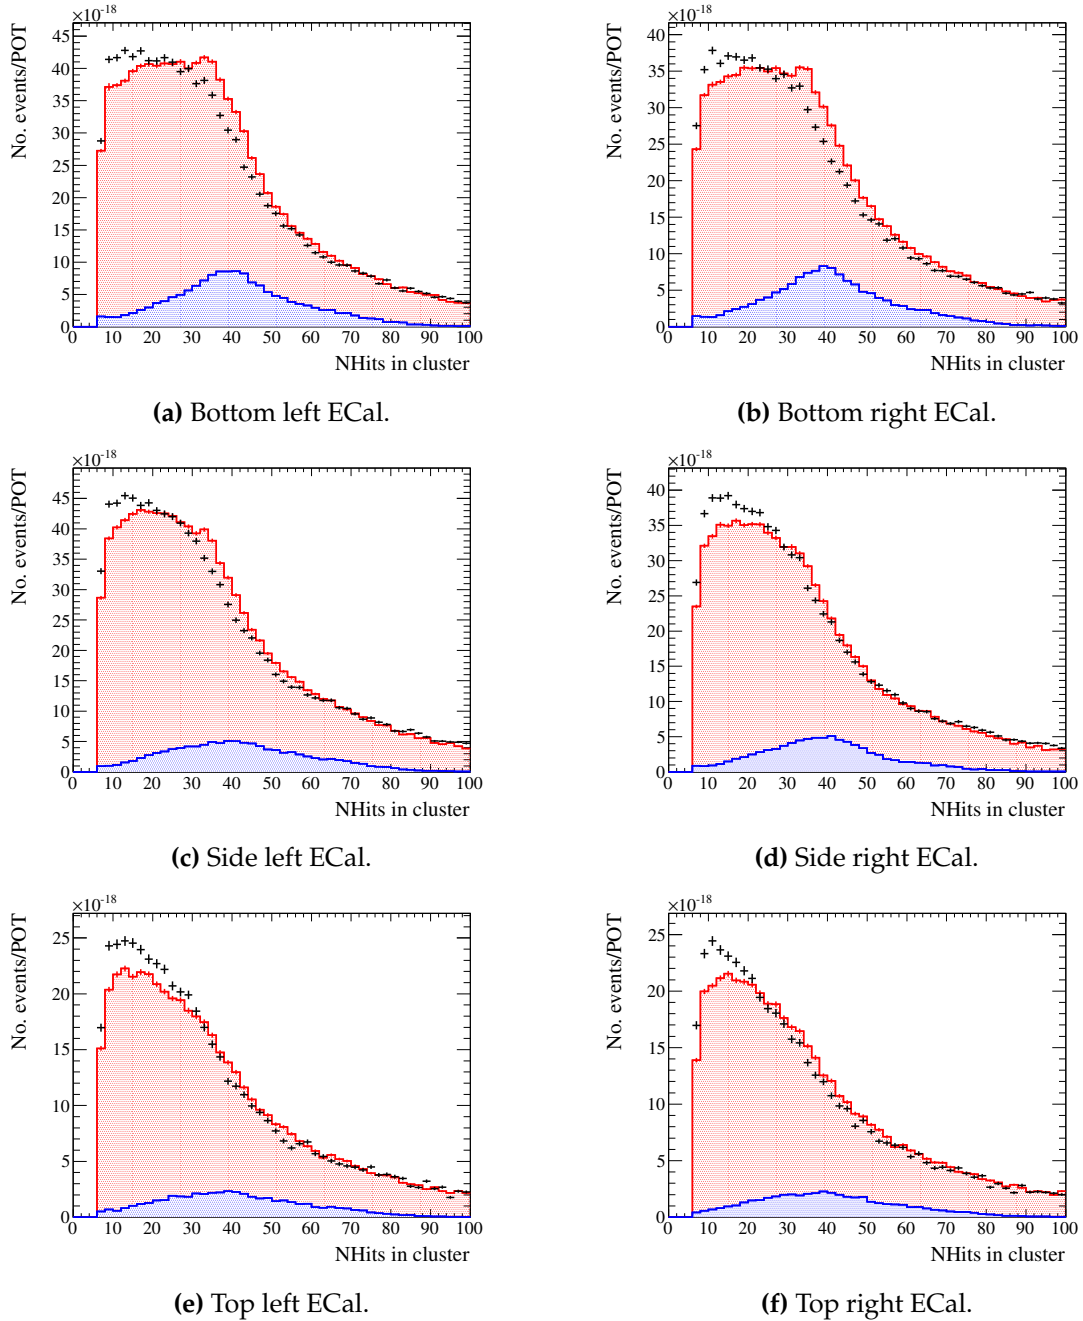 ×10⁻¹⁸ ×10⁻¹⁸
No. events/POT No. events/POT
45 40
40 35
35 30
30 25
25 20
20 15
15 10
10 5
5 0
0
0 10 20 30 40 50 60 70 80 90 100 0 10 20 30 40 50 60 70 80 90 100
NHits in cluster NHits in cluster
(a) Bottom left ECal. (b) Bottom right ECal.
×10⁻¹⁸ ×10⁻¹⁸
No. events/POT No. events/POT
45 40
40 35
35 30
30 25
25 20
20 15
15 10
10 5
5 0
0
0 10 20 30 40 50 60 70 80 90 100 0 10 20 30 40 50 60 70 80 90 100
NHits in cluster NHits in cluster
(c) Side left ECal. (d) Side right ECal.
×10⁻¹⁸ ×10⁻¹⁸
No. events/POT No. events/POT
25 25
20 20
15 15
10 10
5 5
0 0
0 10 20 30 40 50 60 70 80 90 100 0 10 20 30 40 50 60 70 80 90 100
NHits in cluster NHits in cluster
(e) Top left ECal. (f) Top right ECal.